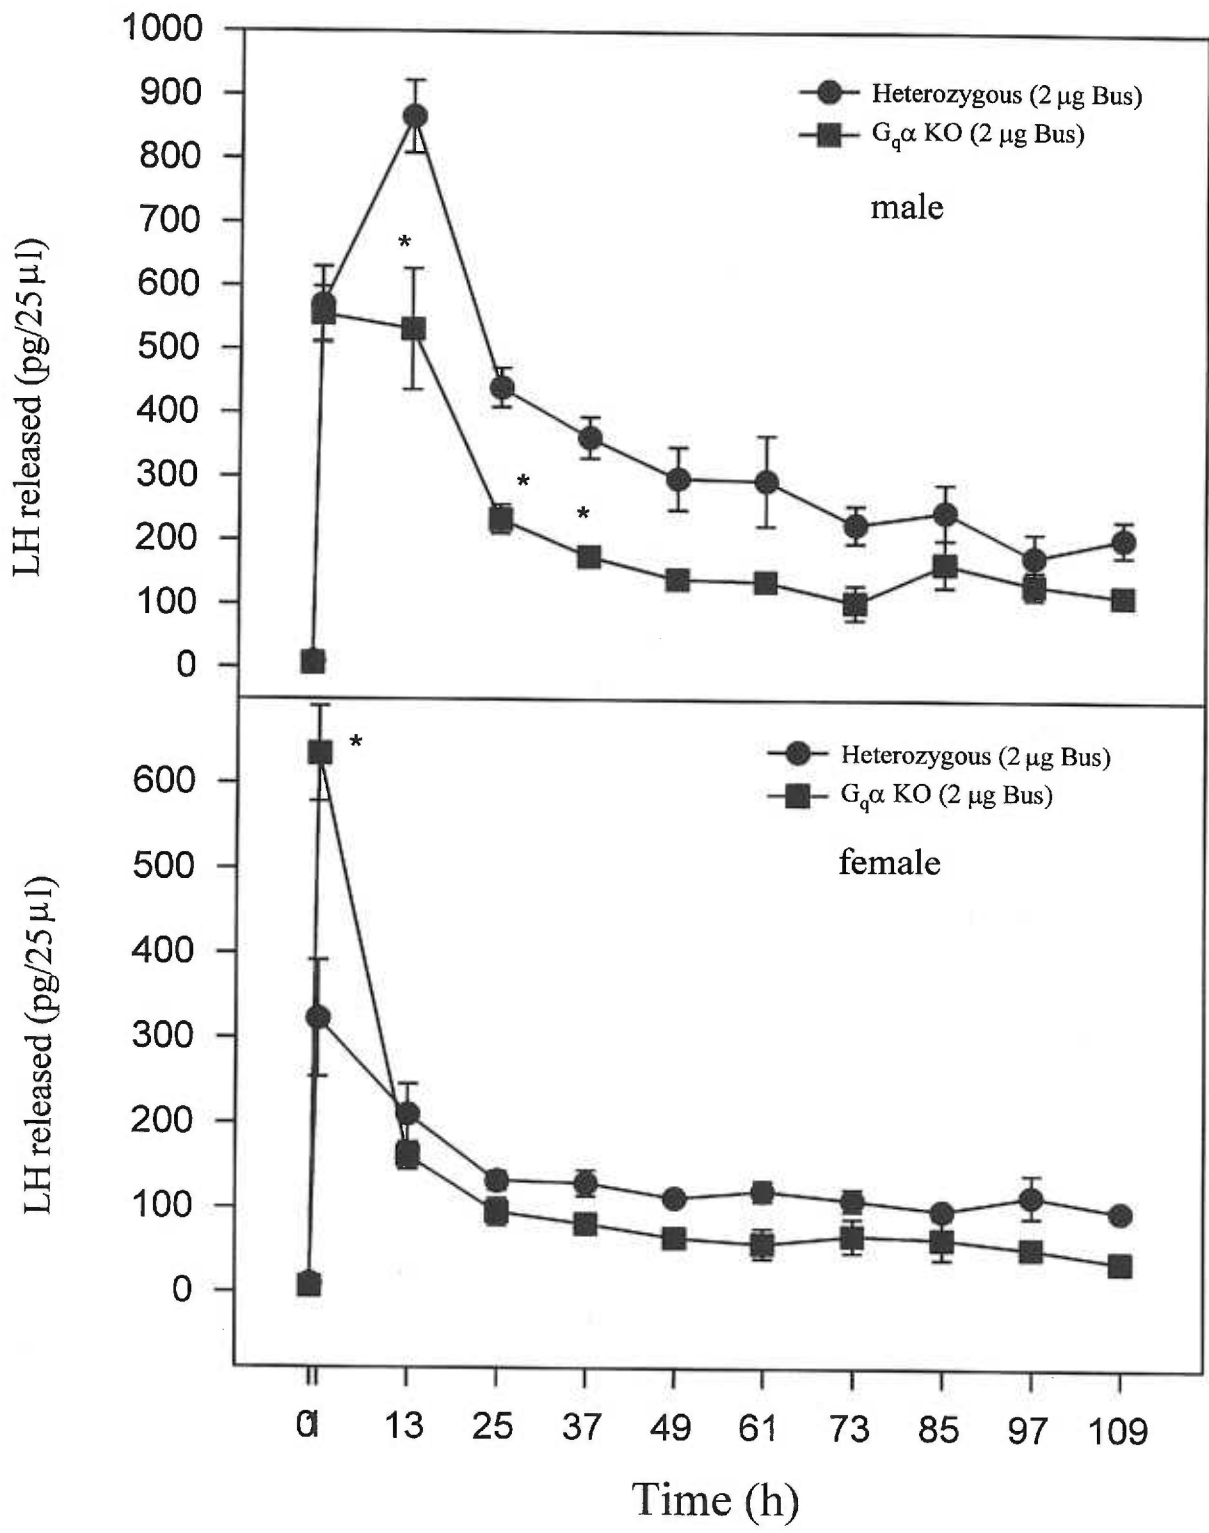 1000
900
800
700
600
500
400
300
200
100
0
LH released (pg/25 µl)
Heterozygous (2 µg Bus)
Gqα KO (2 µg Bus)
male
*
*
*
600
500
400
300
200
100
0
LH released (pg/25 µl)
*
Heterozygous (2 µg Bus)
Gqα KO (2 µg Bus)
female
0 1 13 25 37 49 61 73 85 97 109
Time (h)